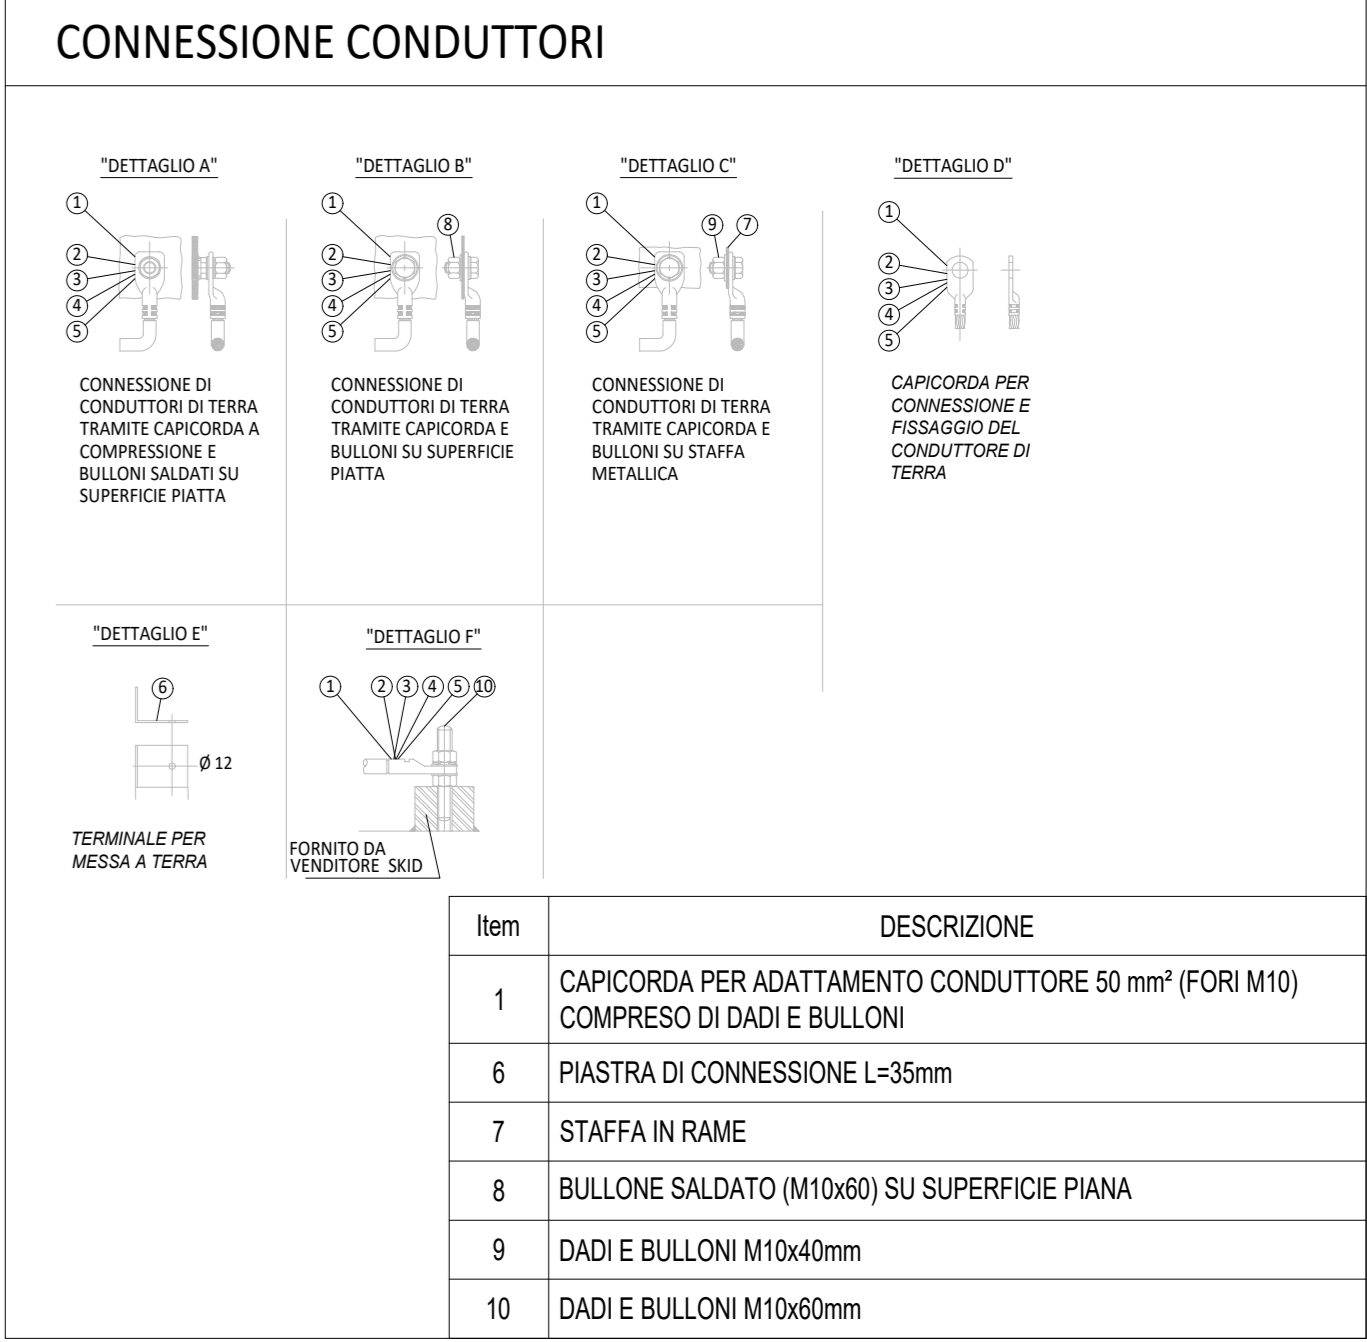 CONNESSIONE CONDUTTORI
"DETTAGLIO A"
1
2
3
4
5
CONNESSIONE DI
CONDUTTORI DI TERRA
TRAMITE CAPICORDA A
COMPRESSIONE E
BULLONI SALDATI SU
SUPERFICIE PIATTA
"DETTAGLIO B"
1
8
2
3
4
5
CONNESSIONE DI
CONDUTTORI DI TERRA
TRAMITE CAPICORDA E
BULLONI SU SUPERFICIE
PIATTA
"DETTAGLIO C"
1
9 7
2
3
4
5
CONNESSIONE DI
CONDUTTORI DI TERRA
TRAMITE CAPICORDA E
BULLONI SU STAFFA
METALLICA
"DETTAGLIO D"
1
2
3
4
5
CAPICORDA PER
CONNESSIONE E
FISSAGGIO DEL
CONDUTTORE DI
TERRA
"DETTAGLIO E"
6
Ø 12
TERMINALE PER
MESSA A TERRA
"DETTAGLIO F"
1 2 3 4 5 10
FORNITO DA
VENDITORE SKID
Item DESCRIZIONE
1 CAPICORDA PER ADATTAMENTO CONDUTTORE 50 mm² (FORI M10)
COMPRESO DI DADI E BULLONI
6 PIASTRA DI CONNESSIONE L=35mm
7 STAFFA IN RAME
8 BULLONE SALDATO (M10x60) SU SUPERFICIE PIANA
9 DADI E BULLONI M10x40mm
10 DADI E BULLONI M10x60mm